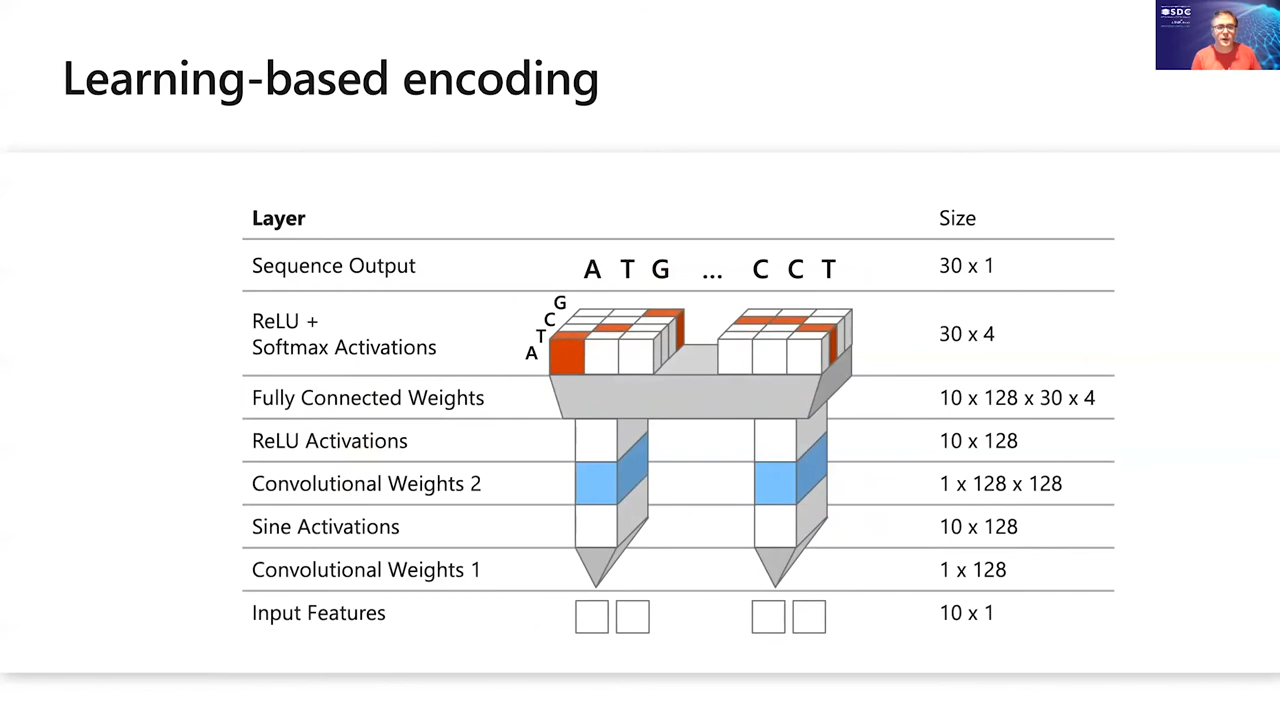 SDC
Learning-based encoding
Layer Size
Sequence Output A T G ... C C T 30 x 1
G
C
T
A
ReLU +
Softmax Activations 30 x 4
Fully Connected Weights 10 x 128 x 30 x 4
ReLU Activations 10 x 128
Convolutional Weights 2 1 x 128 x 128
Sine Activations 10 x 128
Convolutional Weights 1 1 x 128
Input Features 10 x 1